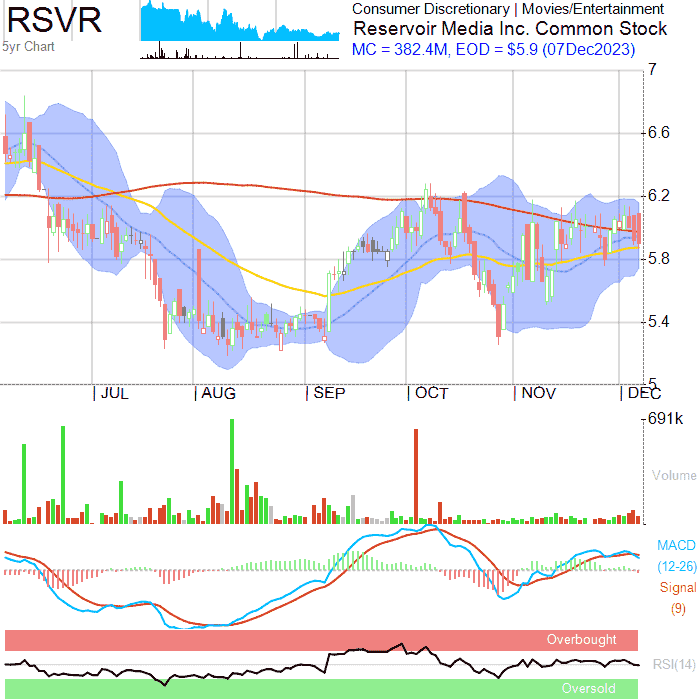 RSVR
5yr Chart
Consumer Discretionary | Movies/Entertainment
Reservoir Media Inc. Common Stock
MC = 382.4M, EOD = $5.9 (07Dec2023)
7
6.6
6.2
5.8
5.4
5
JUL AUG SEP OCT NOV DEC
691k
Volume
MACD
(12-26)
Signal
(9)
Overbought
RSI(14)
Oversold